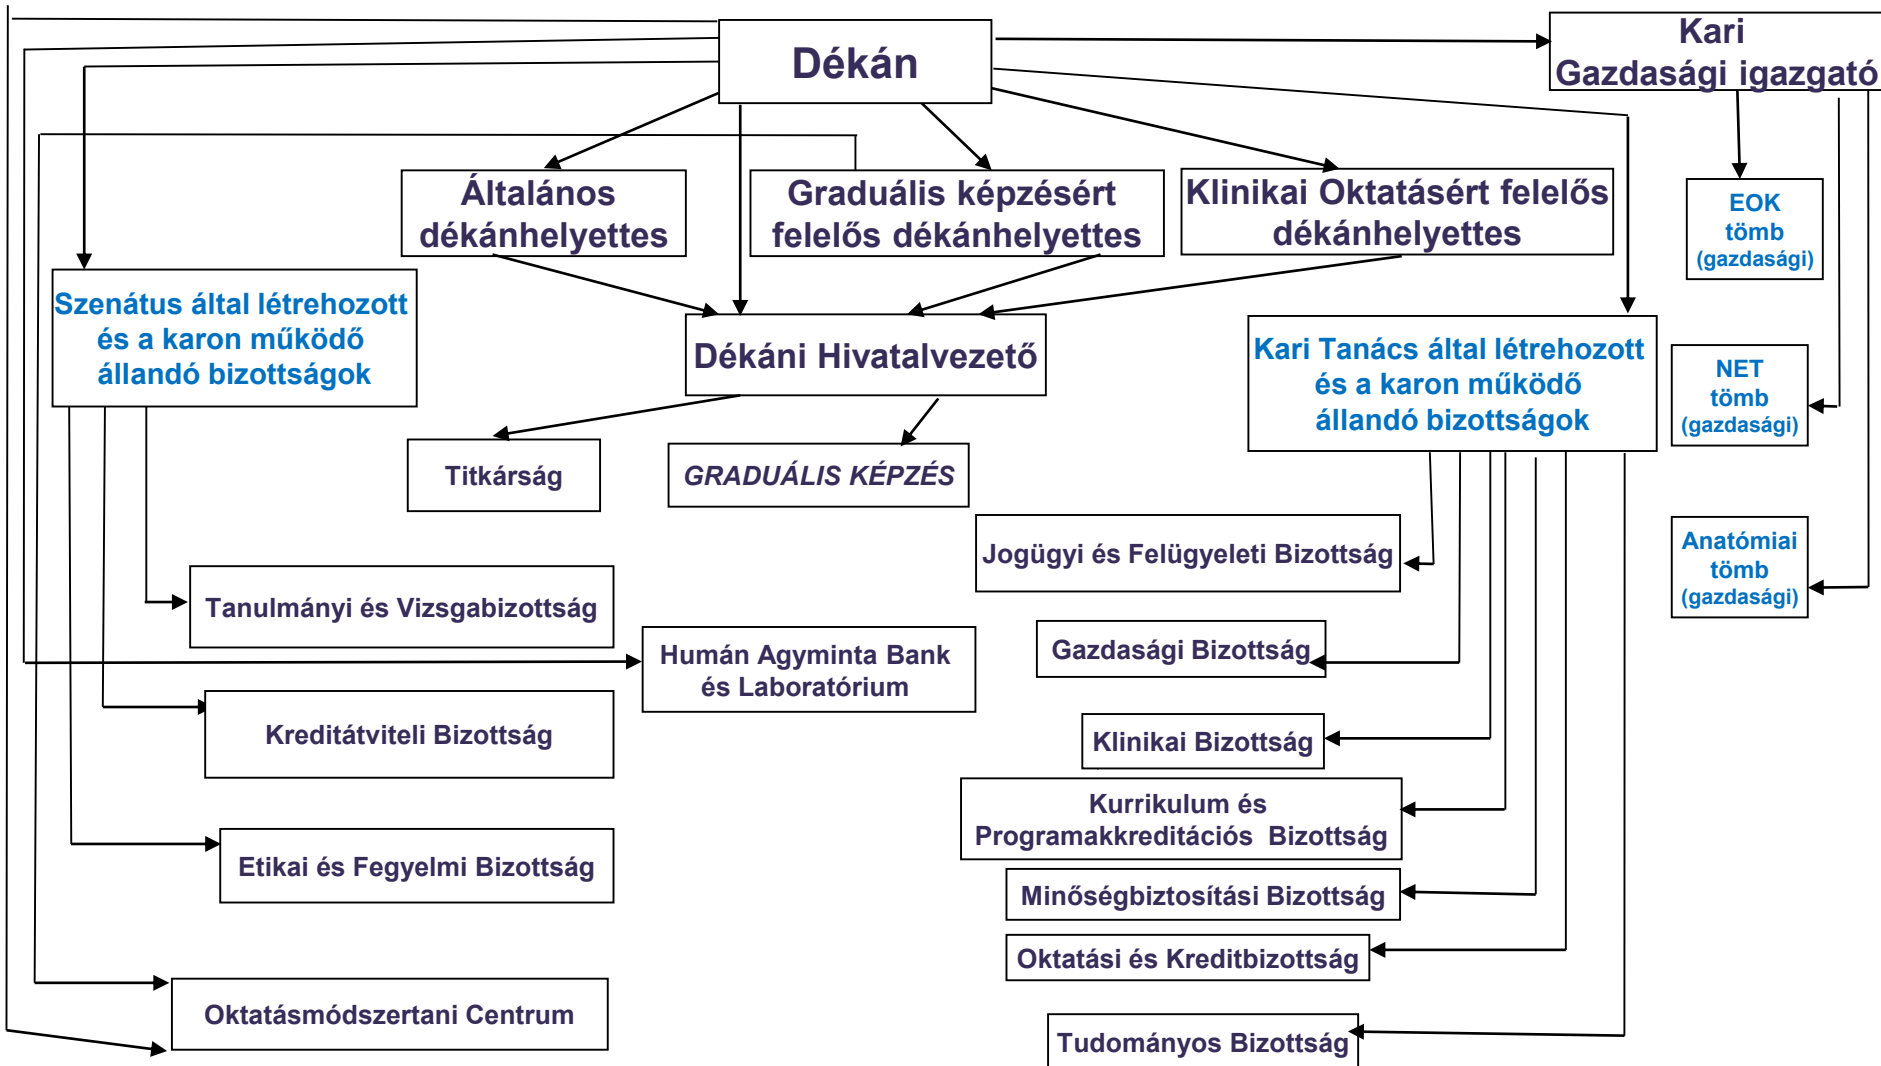 Dékán
Kari
Gazdasági igazgató
Általános
dékánhelyettes
Graduális képzésért
felelős dékánhelyettes
Klinikai Oktatásért felelős
dékánhelyettes
EOK
tömb
(gazdasági)
Szenátus által létrehozott
és a karon működő
állandó bizottságok
Dékáni Hivatalvezető
Kari Tanács által létrehozott
és a karon működő
állandó bizottságok
NET
tömb
(gazdasági)
Titkárság
GRADUÁLIS KÉPZÉS
Jogügyi és Felügyeleti Bizottság
Anatómiai
tömb
(gazdasági)
Tanulmányi és Vizsgabizottság
Humán Agyminta Bank
és Laboratórium
Gazdasági Bizottság
Kreditátviteli Bizottság
Klinikai Bizottság
Kurrikulum és
Programakkreditációs  Bizottság
Etikai és Fegyelmi Bizottság
Minőségbiztosítási Bizottság
Oktatási és Kreditbizottság
Oktatásmódszertani Centrum
Tudományos Bizottság